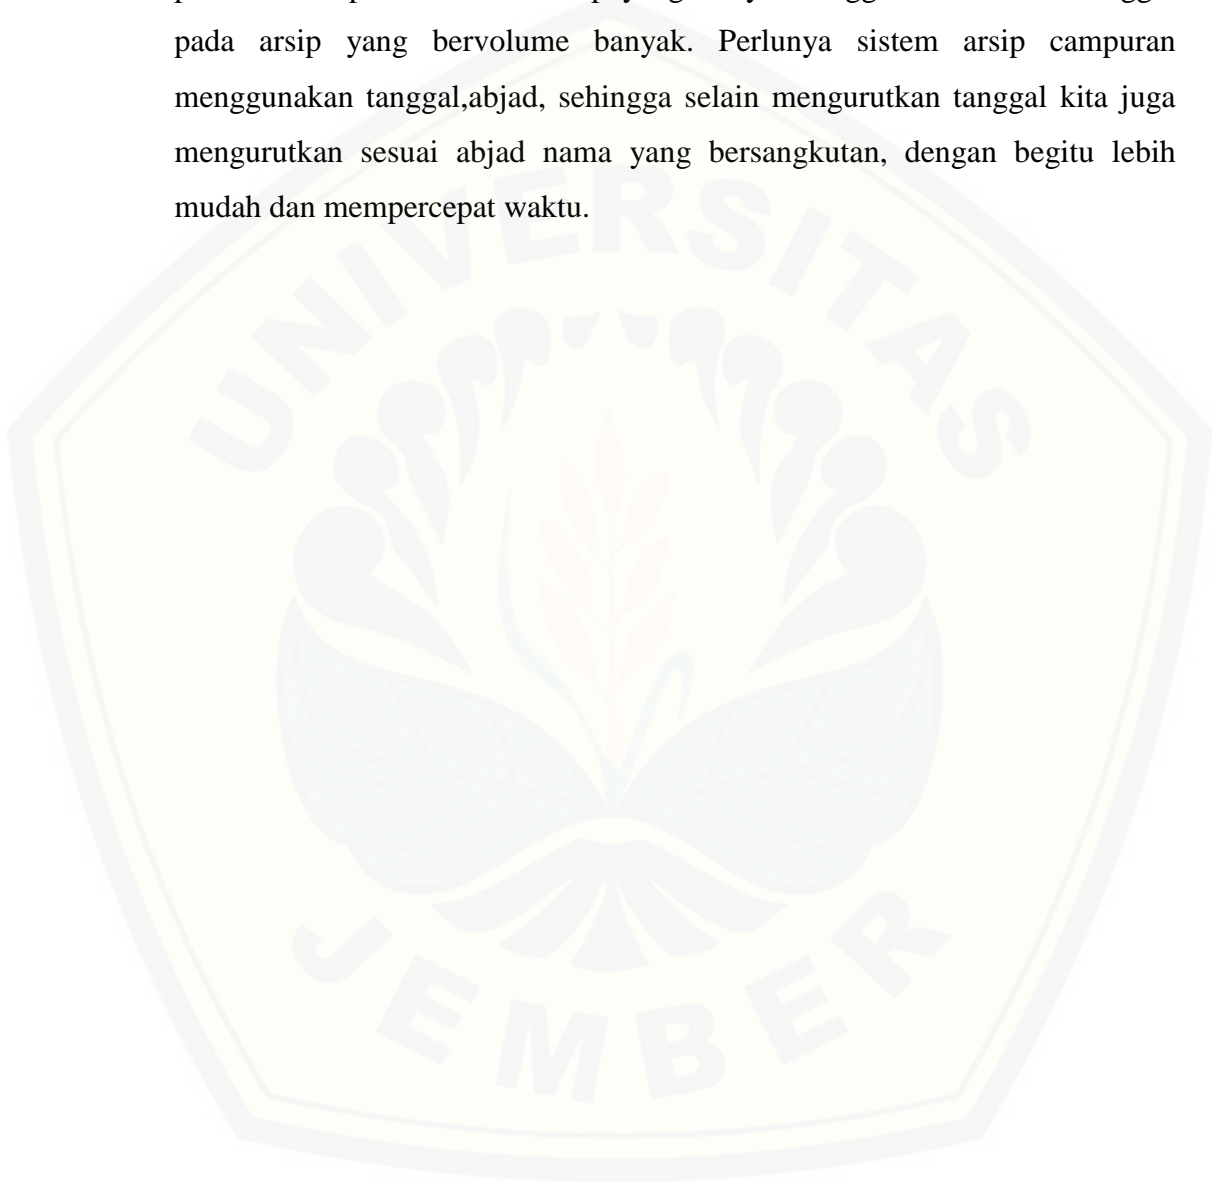 pada arsip yang bervolume banyak. Perlunya sistem arsip campuran
menggunakan tanggal,abjad, sehingga selain mengurutkan tanggal kita juga
mengurutkan sesuai abjad nama yang bersangkutan, dengan begitu lebih
mudah dan mempercepat waktu.
UNIVERSITAS
JEMBER